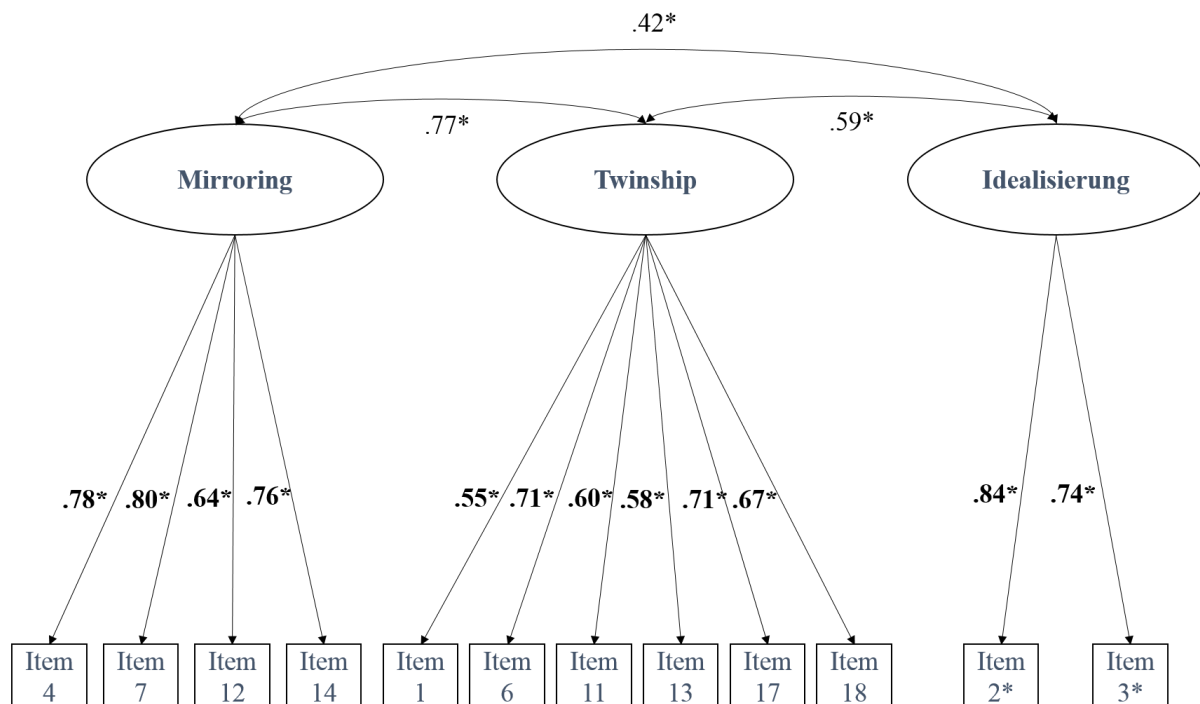 .42*
.77*
.59*
Mirroring
Twinship
Idealisierung
.78*
.80*
.64*
.76*
.55*
.71*
.60*
.58*
.71*
.67*
.84*
.74*
Item
4
Item
7
Item
12
Item
14
Item
1
Item
6
Item
11
Item
13
Item
17
Item
18
Item
2*
Item
3*